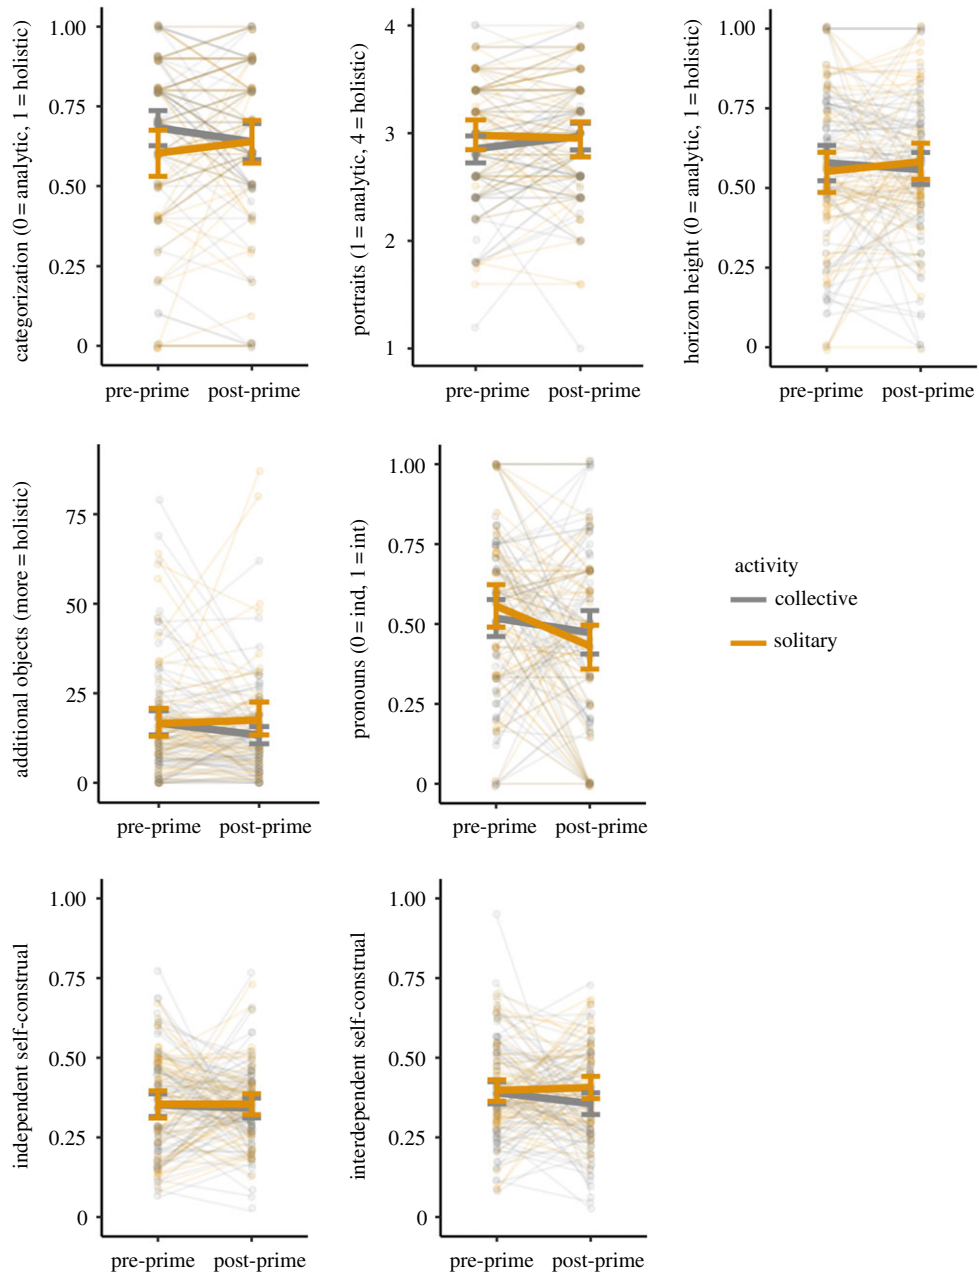 categorization (0 = analytic, 1 = holistic)
1.00
0.75
0.50
0.25
0
pre-prime post-prime
portraits (1 = analytic, 4 = holistic)
4
3
2
1
pre-prime post-prime
horizon height (0 = analytic, 1 = holistic)
1.00
0.75
0.50
0.25
0
pre-prime post-prime
additional objects (more = holistic)
75
50
25
0
pre-prime post-prime
pronouns (0 = ind, 1 = int)
1.00
0.75
0.50
0.25
0
pre-prime post-prime
activity
collective
solitary
independent self-construal
1.00
0.75
0.50
0.25
0
pre-prime post-prime
interdependent self-construal
1.00
0.75
0.50
0.25
0
pre-prime post-prime